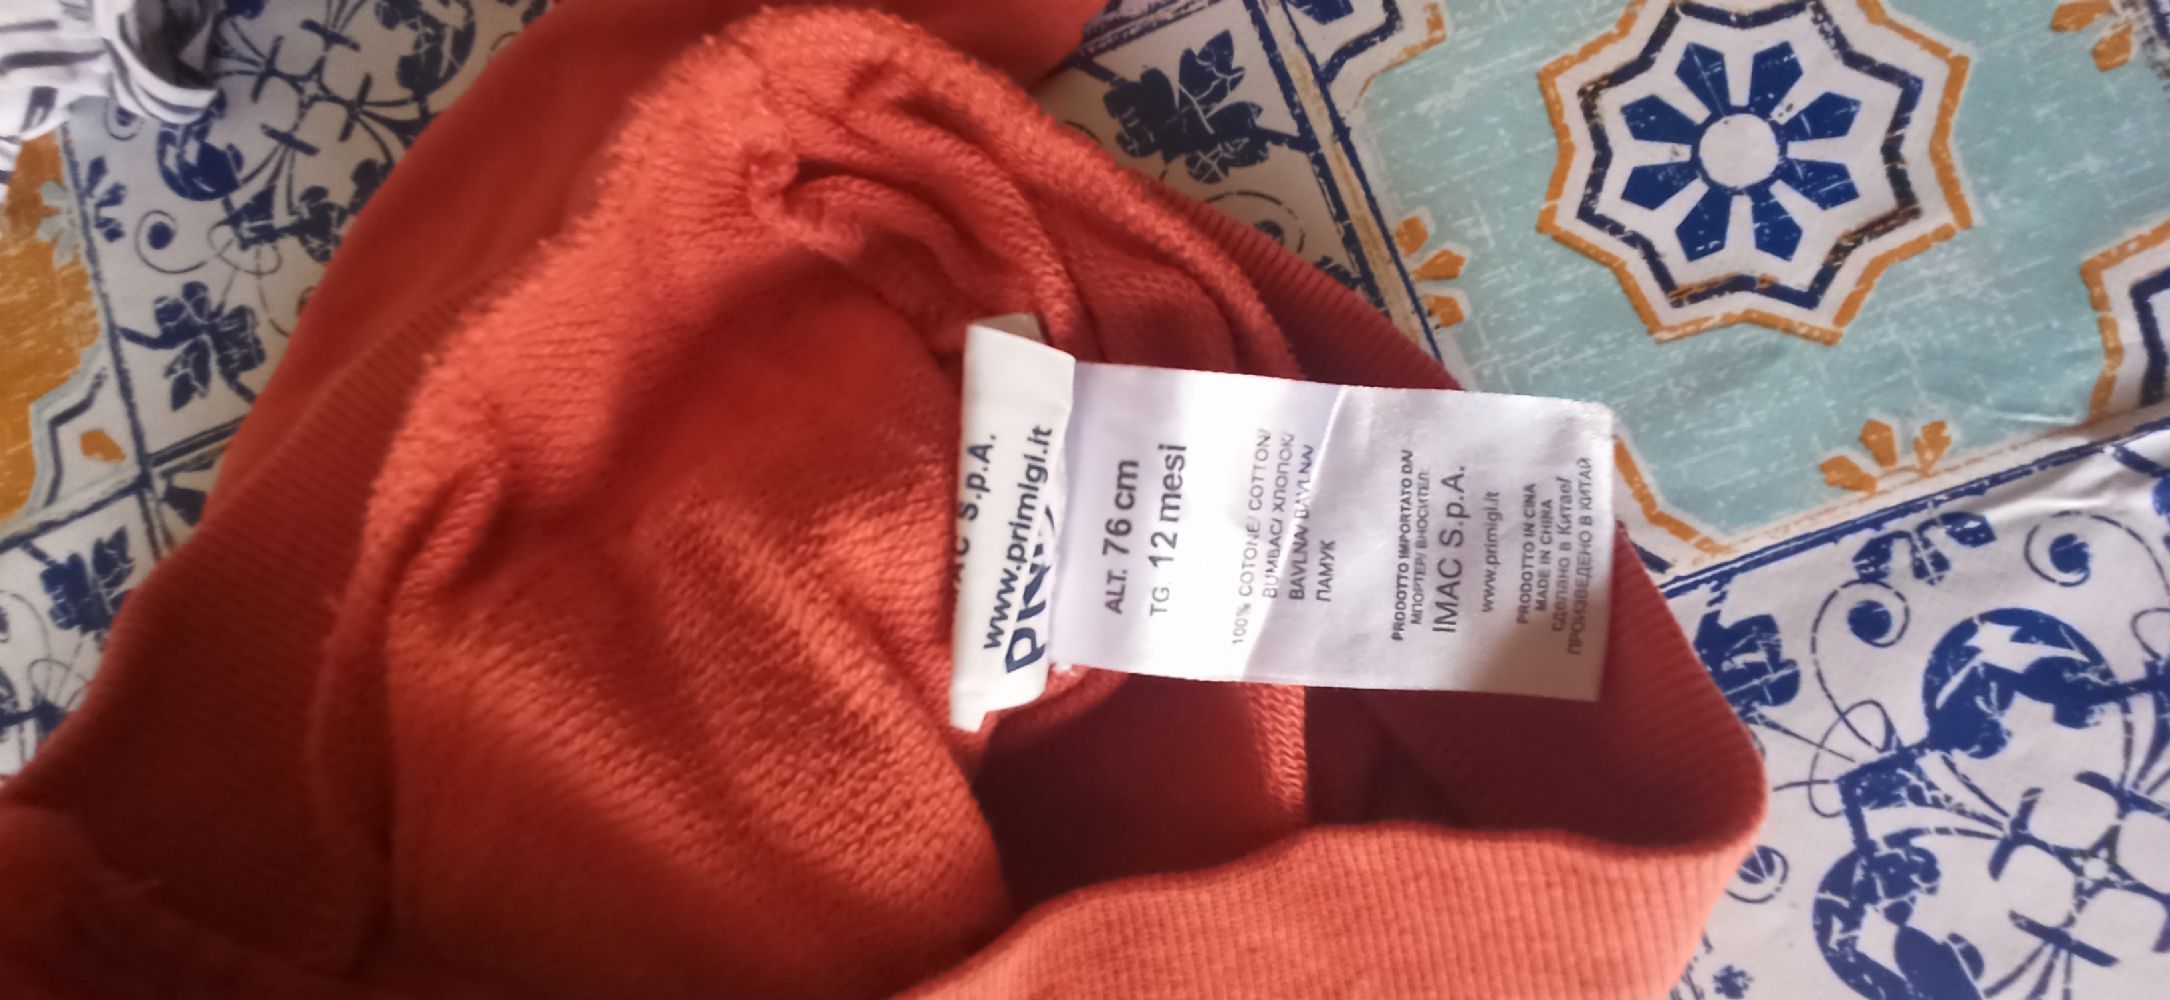 S.p.A.
www.primigi.it
ALT. 76 cm
TG. 12 mesi
100% COTONE/ COTTON/
BUMBAC/ ХЛОПОК/
BAVLNA/ BAVLNA/
ПАМУК
PRODOTTO IMPORTATO DA/
IMAC S.p.A.
www.primigi.it
PRODOTTO IN CINA
MADE IN CHINA
сделано в Китае/
ПРОИЗВЕДЕНО В КИТАЙ